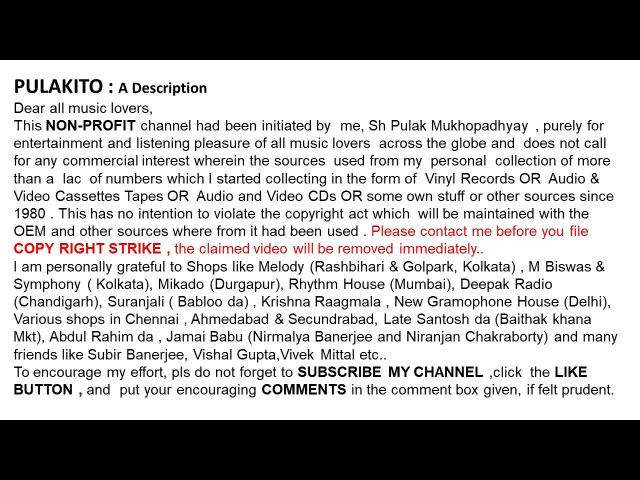 PULAKITO : A Description
Dear all music lovers,
This NON-PROFIT channel had been initiated by me, Sh Pulak Mukhopadhyay , purely for
entertainment and listening pleasure of all music lovers across the globe and does not call
for any commercial interest wherein the sources used from my personal collection of more
than a lac of numbers which I started collecting in the form of Vinyl Records OR Audio &
Video Cassettes Tapes OR Audio and Video CDs OR some own stuff or other sources since
1980 . This has no intention to violate the copyright act which will be maintained with the
OEM and other sources where from it had been used . Please contact me before you file
COPY RIGHT STRIKE , the claimed video will be removed immediately..
I am personally grateful to Shops like Melody (Rashbihari & Golpark, Kolkata) , M Biswas &
Symphony ( Kolkata), Mikado (Durgapur), Rhythm House (Mumbai), Deepak Radio
(Chandigarh), Suranjali ( Babloo da) , Krishna Raagmala , New Gramophone House (Delhi),
Various shops in Chennai , Ahmedabad & Secundrabad, Late Santosh da (Baithak khana
Mkt), Abdul Rahim da , Jamai Babu (Nirmalya Banerjee and Niranjan Chakraborty) and many
friends like Subir Banerjee, Vishal Gupta,Vivek Mittal etc..
To encourage my effort, pls do not forget to SUBSCRIBE MY CHANNEL ,click the LIKE
BUTTON , and put your encouraging COMMENTS in the comment box given, if felt prudent.